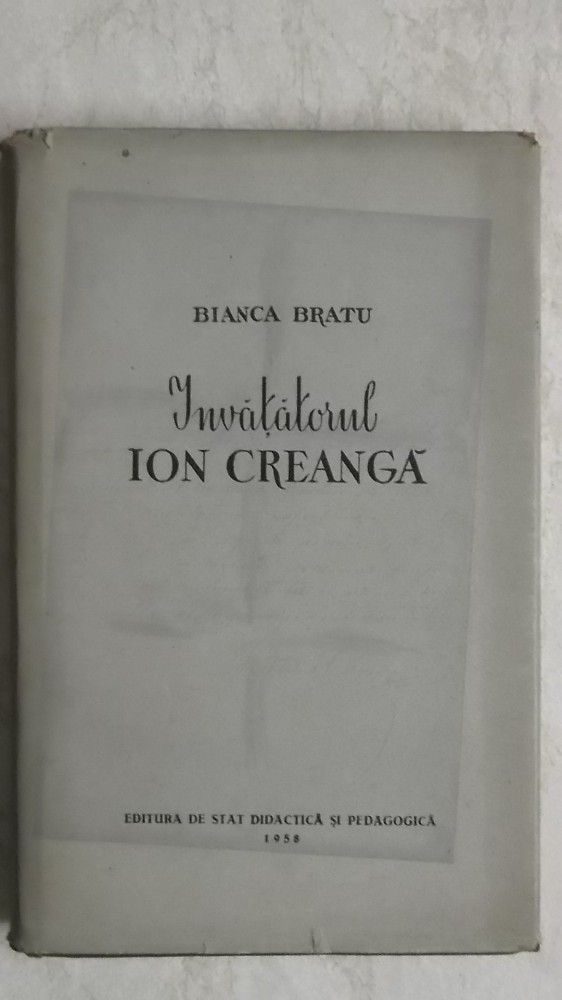 BIANCA BRATU
Invățătorul
ION CREANGĂ
EDITURA DE STAT DIDACTICĂ ȘI PEDAGOGICĂ
1958